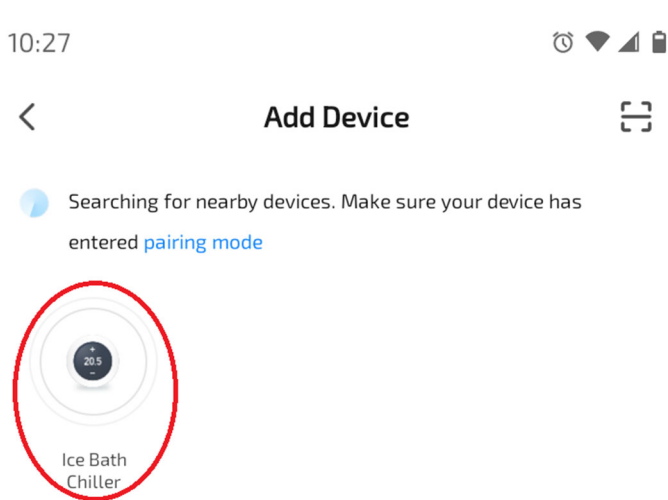 10:27
Add Device
Searching for nearby devices. Make sure your device has
entered pairing mode
+
20.5
−
Ice Bath
Chiller